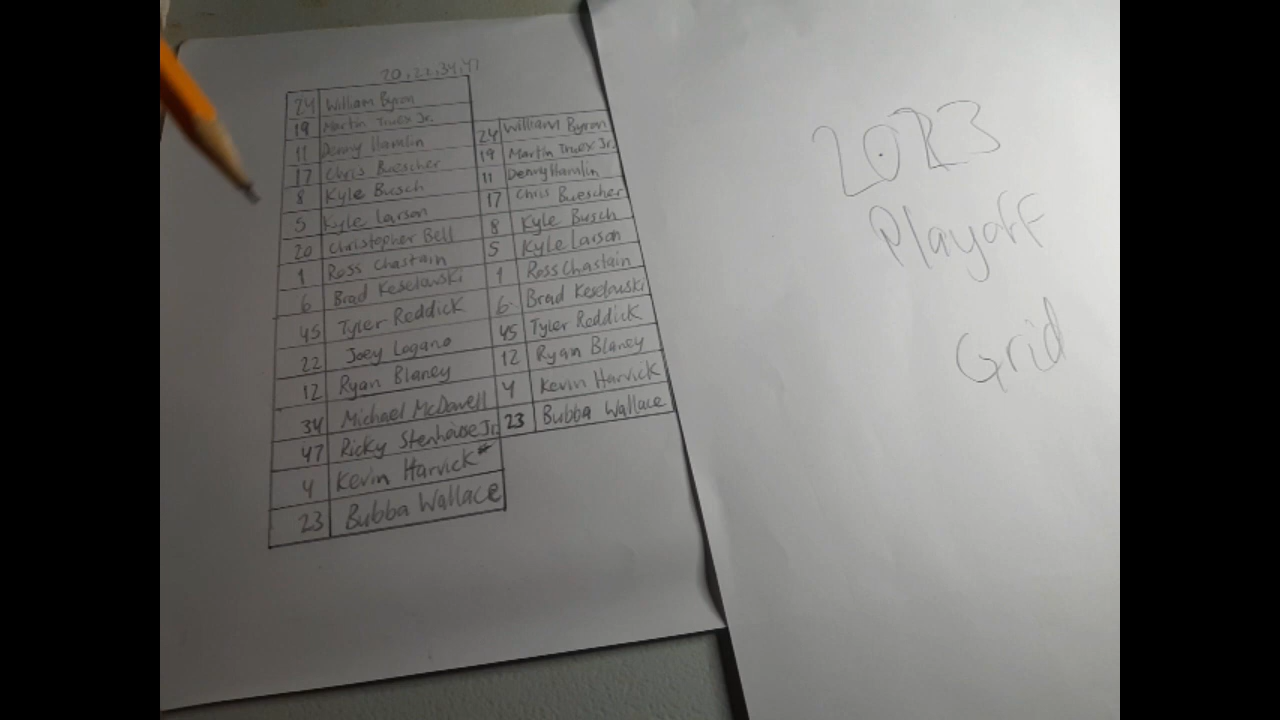 20, 22, 34, 47
24 William Byron
19 Martin Truex Jr.
11 Denny Hamlin
17 Chris Buescher
8 Kyle Busch
5 Kyle Larson
20 Christopher Bell
1 Ross Chastain
6 Brad Keselowski
45 Tyler Reddick
22 Joey Logano
12 Ryan Blaney
34 Michael McDowell
47 Ricky Stenhouse Jr.
4 Kevin Harvick*
23 Bubba Wallace
24 William Byron
19 Martin Truex Jr.
11 Denny Hamlin
17 Chris Buescher
8 Kyle Busch
5 Kyle Larson
1 Ross Chastain
6 Brad Keselowski
45 Tyler Reddick
12 Ryan Blaney
4 Kevin Harvick
23 Bubba Wallace
2023
Playoff
Grid